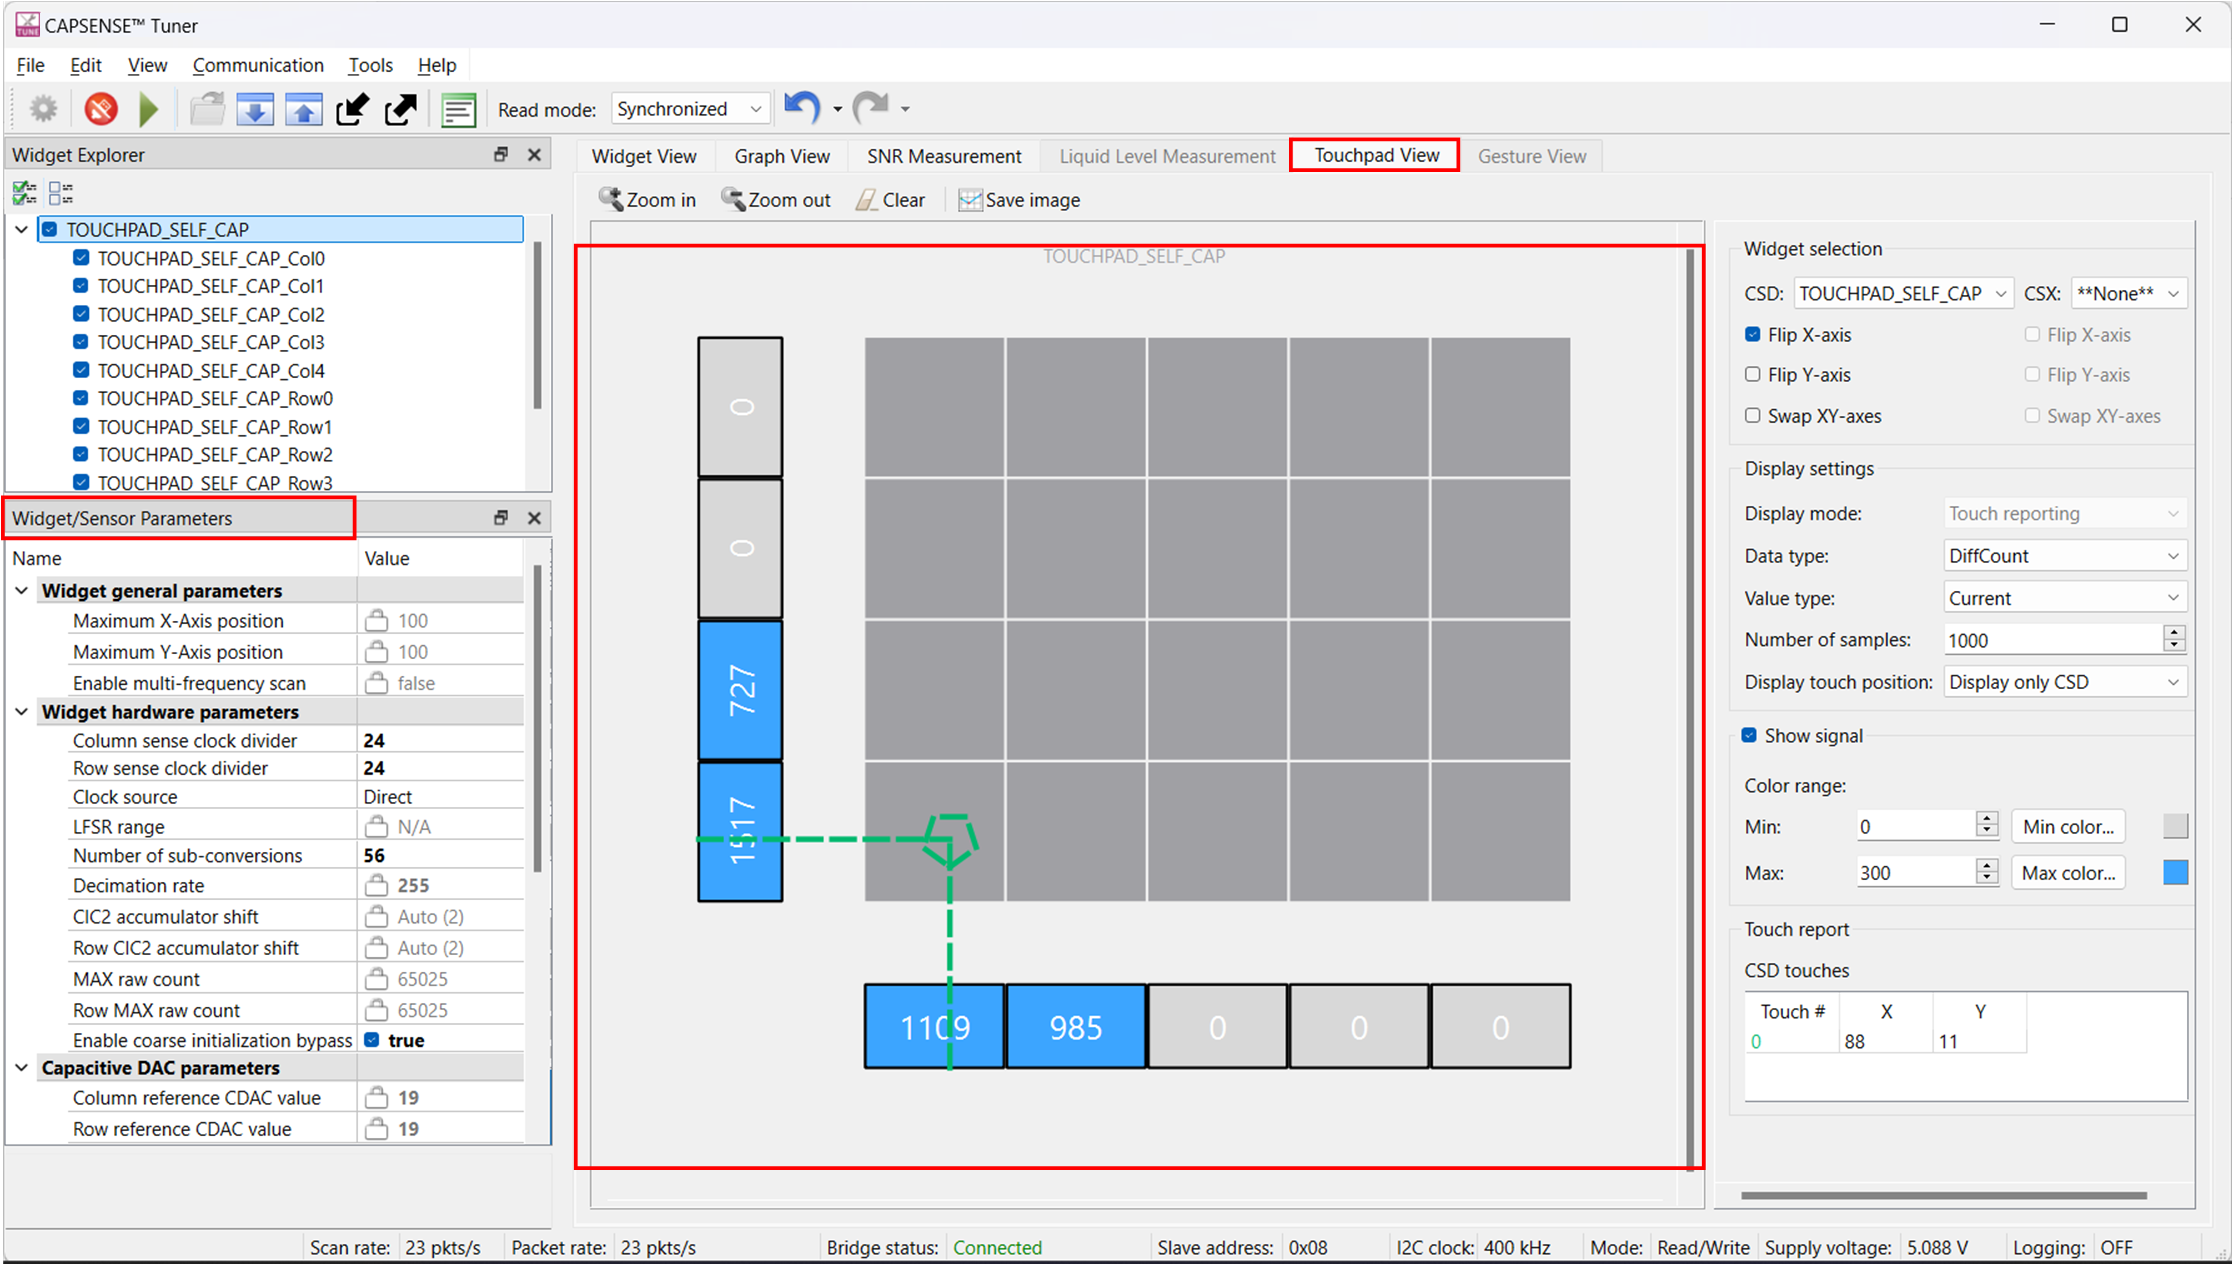 CAPSENSE™ Tuner
File Edit View Communication Tools Help
Read mode: Synchronized
Widget Explorer
TOUCHPAD_SELF_CAP
TOUCHPAD_SELF_CAP_Col0
TOUCHPAD_SELF_CAP_Col1
TOUCHPAD_SELF_CAP_Col2
TOUCHPAD_SELF_CAP_Col3
TOUCHPAD_SELF_CAP_Col4
TOUCHPAD_SELF_CAP_Row0
TOUCHPAD_SELF_CAP_Row1
TOUCHPAD_SELF_CAP_Row2
TOUCHPAD_SELF_CAP_Row3
Widget/Sensor Parameters
Name Value
Widget general parameters
Maximum X-Axis position 100
Maximum Y-Axis position 100
Enable multi-frequency scan false
Widget hardware parameters
Column sense clock divider 24
Row sense clock divider 24
Clock source Direct
LFSR range N/A
Number of sub-conversions 56
Decimation rate 255
CIC2 accumulator shift Auto (2)
Row CIC2 accumulator shift Auto (2)
MAX raw count 65025
Row MAX raw count 65025
Enable coarse initialization bypass true
Capacitive DAC parameters
Column reference CDAC value 19
Row reference CDAC value 19
Widget View Graph View SNR Measurement Liquid Level Measurement Touchpad View Gesture View
Zoom in Zoom out Clear Save image
TOUCHPAD_SELF_CAP
0
0
727
1517
1109 985 0 0 0
Widget selection
CSD: TOUCHPAD_SELF_CAP CSX: **None**
Flip X-axis Flip X-axis
Flip Y-axis Flip Y-axis
Swap XY-axes Swap XY-axes
Display settings
Display mode: Touch reporting
Data type: DiffCount
Value type: Current
Number of samples: 1000
Display touch position: Display only CSD
Show signal
Color range:
Min: 0 Min color...
Max: 300 Max color...
Touch report
CSD touches
Touch # X Y
0 88 11
Scan rate: 23 pkts/s Packet rate: 23 pkts/s Bridge status: Connected Slave address: 0x08 I2C clock: 400 kHz Mode: Read/Write Supply voltage: 5.088 V Logging: OFF